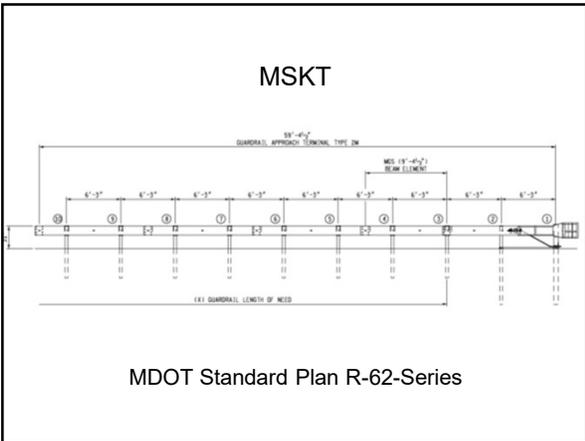 MSKT
59'-4½"
GUARDRAIL APPROACH TERMINAL TYPE 2M
MGS (9'-4½")
BEAM ELEMENT
6'-3" 6'-3" 6'-3" 6'-3" 6'-3" 6'-3" 6'-3" 6'-3" 6'-3"
10 9 8 7 6 5 4 3 2 1
(X) GUARDRAIL LENGTH OF NEED
MDOT Standard Plan R-62-Series